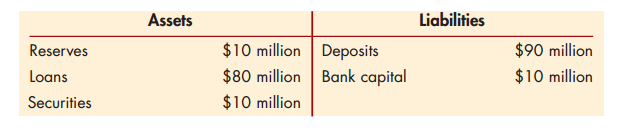 Assets Liabilities
Reserves $10 million Deposits $90 million
Loans $80 million Bank capital $10 million
Securities $10 million